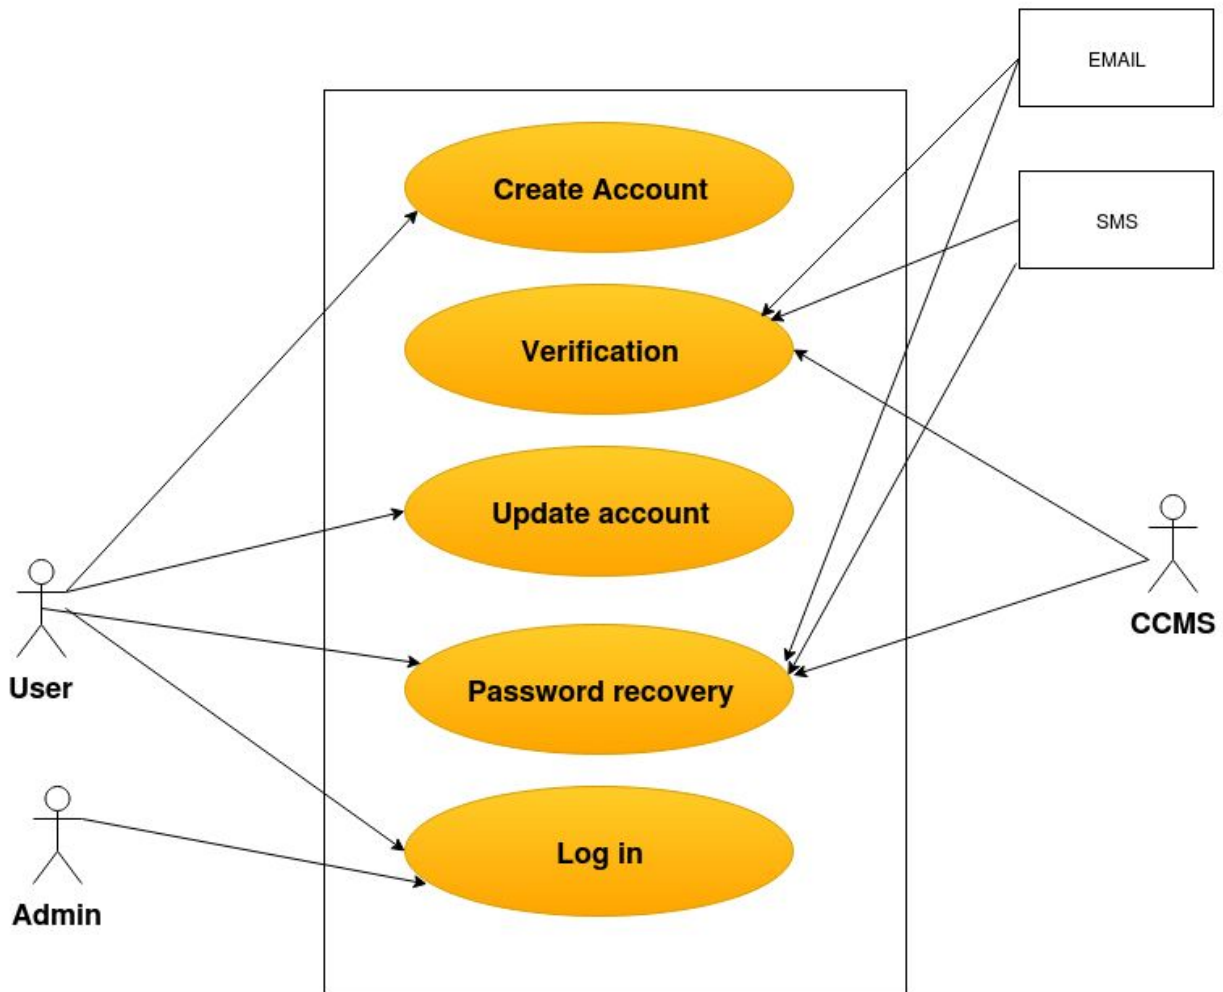 EMAIL
Create Account
SMS
Verification
Update account
CCMS
User
Password recovery
Log in
Admin